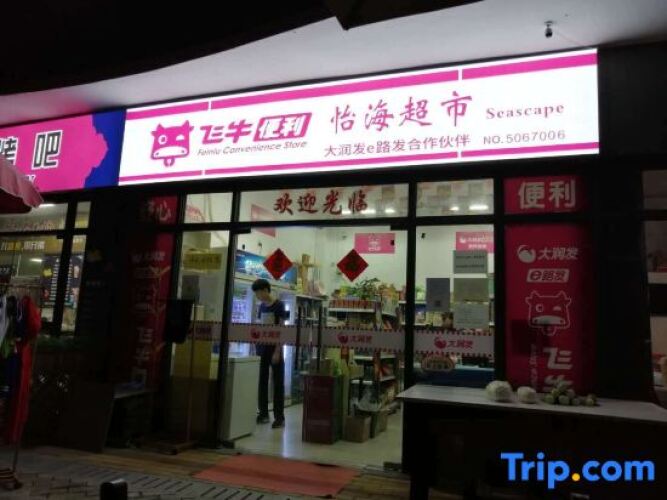 飞牛便利
Feiniu Convenience Store
怡海超市
Seascape
大润发e路发合作伙伴
NO.5067006
吧
欢迎光临
便利
心
大润发
e路发
飞牛
大润发
大润发
大润发
Trip.com